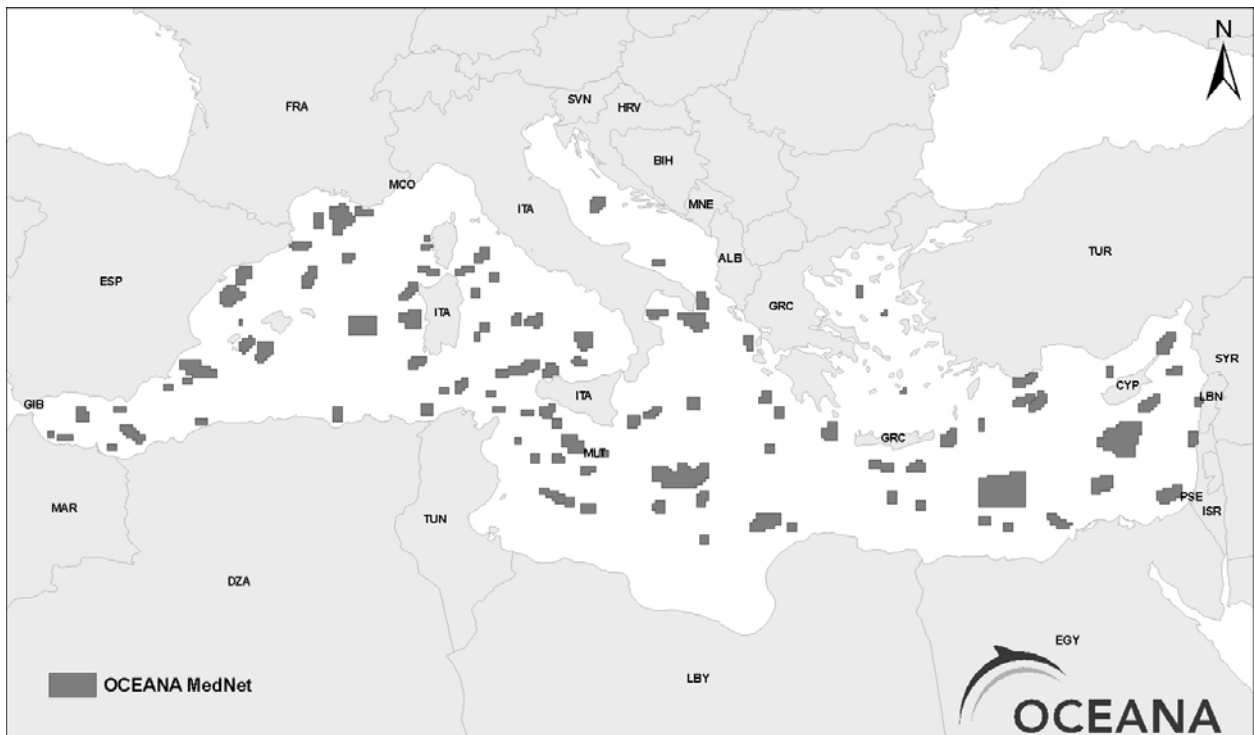 N
SVN
HRV
FRA
BIH
MCO
ITA
MNE
ALB
TUR
ESP
GRC
ITA
SYR
CYP
ITA
LBN
GIB
GRC
MLT
PSE
ISR
MAR
TUN
DZA
EGY
LBY
OCEANA MedNet
OCEANA